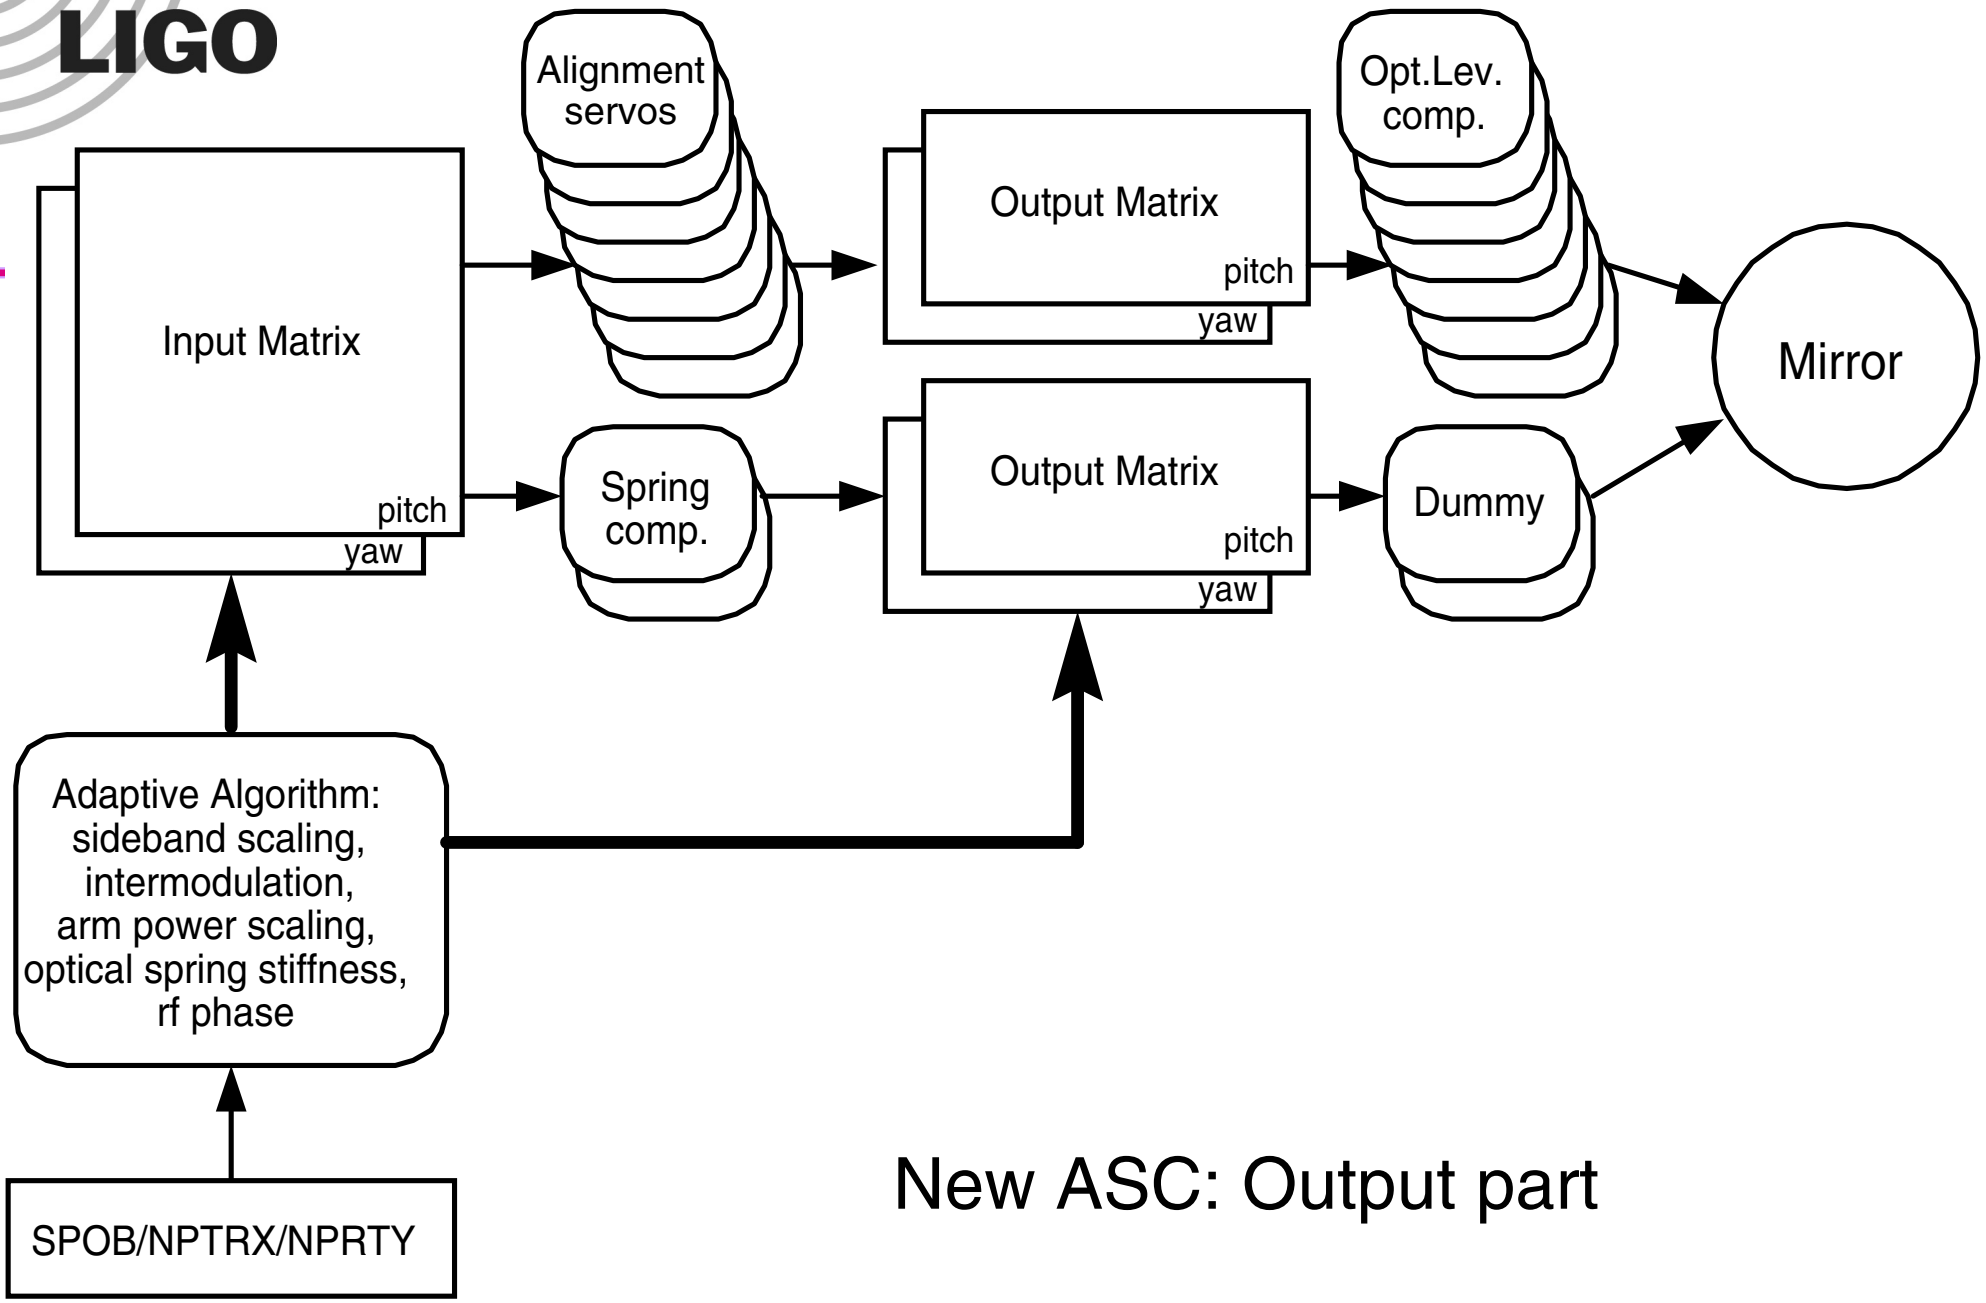 LIGO
Alignment
servos
Opt.Lev.
comp.
Input Matrix
pitch
yaw
Output Matrix
pitch
yaw
Mirror
Spring
comp.
Output Matrix
pitch
yaw
Dummy
Adaptive Algorithm:
sideband scaling,
intermodulation,
arm power scaling,
optical spring stiffness,
rf phase
SPOB/NPTRX/NPRTY
New ASC: Output part